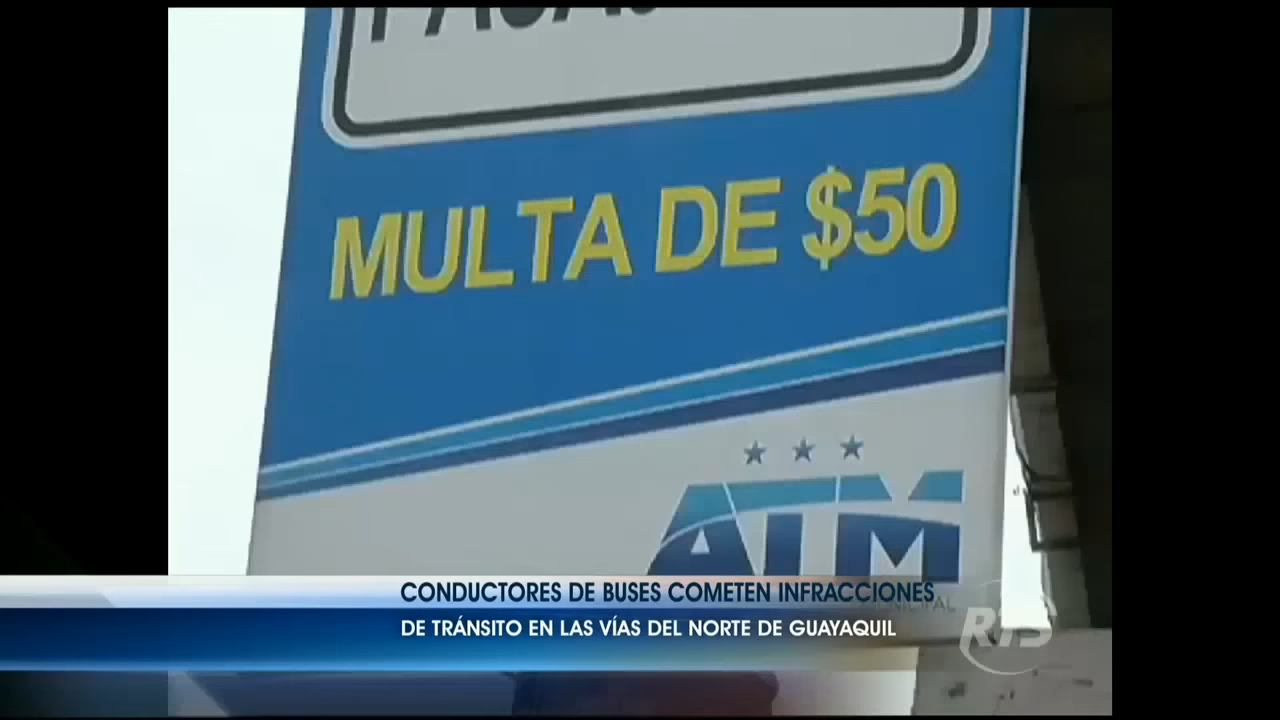 MULTA DE $50
ATM
CONDUCTORES DE BUSES COMETEN INFRACCIONES
DE TRÁNSITO EN LAS VÍAS DEL NORTE DE GUAYAQUIL
RTS